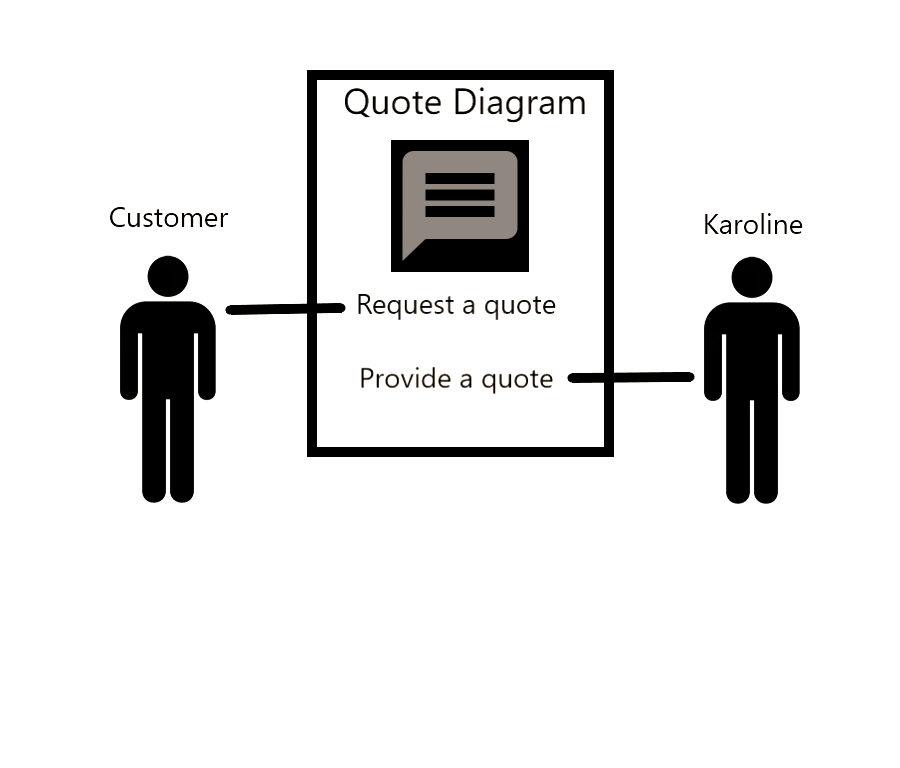 Quote Diagram
Customer
Karoline
Request a quote
Provide a quote